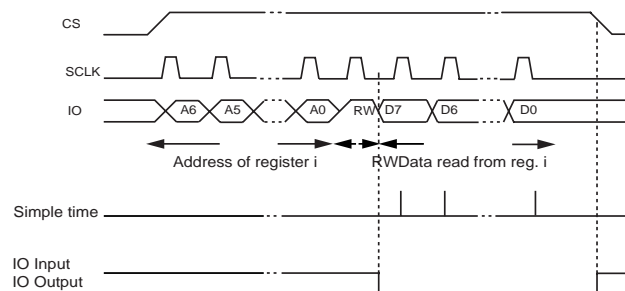 CS
SCLK
IO A6 A5 A0 RW D7 D6 D0
Address of register i RWData read from reg. i
Simple time
IO Input
IO Output